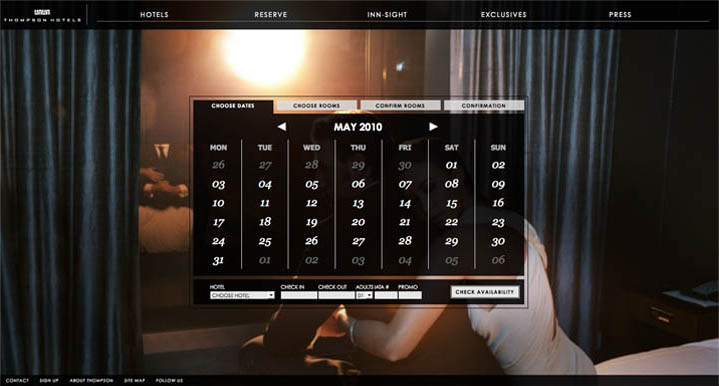 THOMPSON HOTELS
HOTELS RESERVE INN-SIGHT EXCLUSIVES PRESS
CHOOSE DATES CHOOSE ROOMS CONFIRM ROOMS CONFIRMATION
MAY 2010
MON TUE WED THU FRI SAT SUN
26 27 28 29 30 01 02
03 04 05 06 07 08 09
10 11 12 13 14 15 16
17 18 19 20 21 22 23
24 25 26 27 28 29 30
31 01 02 03 04 05 06
HOTEL CHECK IN CHECK OUT ADULTS IATA # PROMO
CHOOSE HOTEL CHECK AVAILABILITY
CONTACT SIGN UP ABOUT THOMPSON SITE MAP FOLLOW US